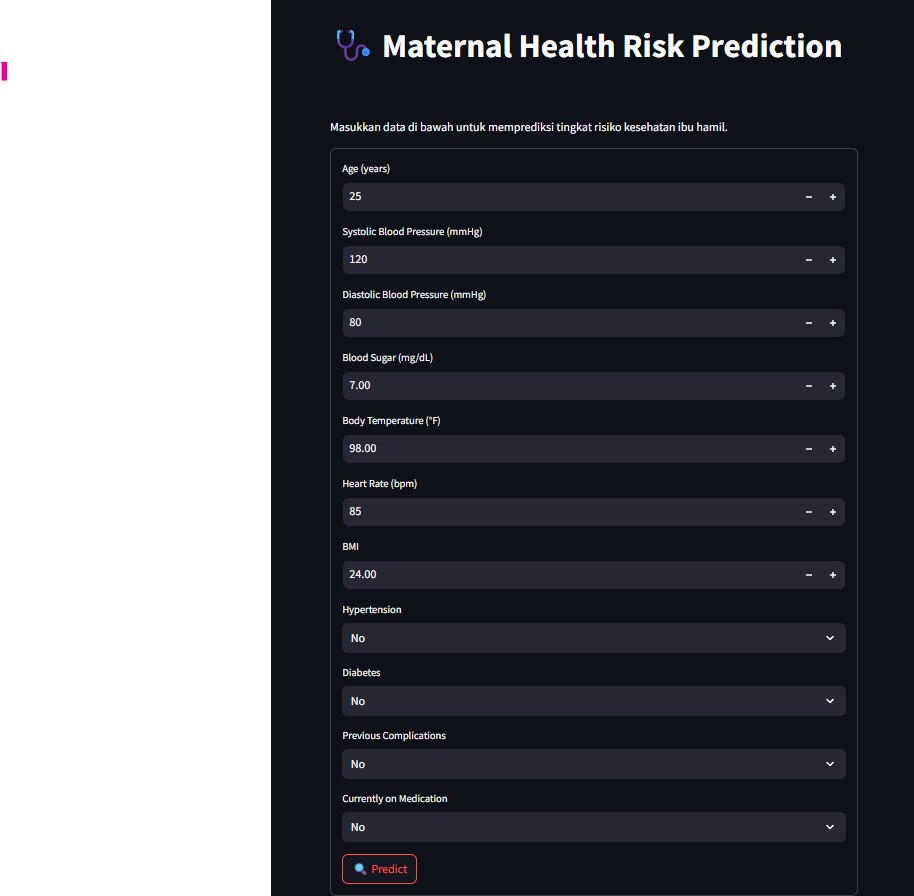 Maternal Health Risk Prediction
Masukkan data di bawah untuk memprediksi tingkat risiko kesehatan ibu hamil.
Age (years)
25
Systolic Blood Pressure (mmHg)
120
Diastolic Blood Pressure (mmHg)
80
Blood Sugar (mg/dL)
7.00
Body Temperature (°F)
98.00
Heart Rate (bpm)
85
BMI
24.00
Hypertension
No
Diabetes
No
Previous Complications
No
Currently on Medication
No
Predict